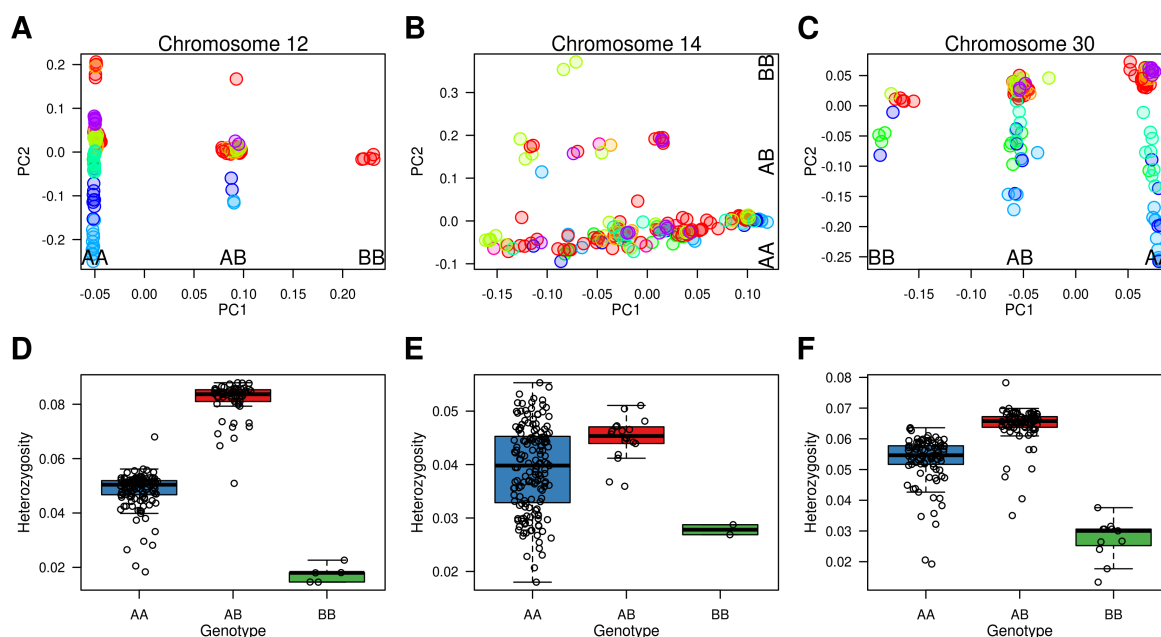 A
B
C
Chromosome 12
Chromosome 14
Chromosome 30
PC2
0.2
0.1
0.0
-0.1
-0.2
AA
AB
BB
-0.05
0.00
0.05
0.10
0.15
0.20
PC1
PC2
0.3
0.2
0.1
0.0
-0.1
BB
AB
AA
-0.15
-0.10
-0.05
0.00
0.05
0.10
PC1
PC2
0.05
0.00
-0.05
-0.10
-0.15
-0.20
-0.25
BB
AB
AA
-0.15
-0.05
0.00
0.05
PC1
D
E
F
Heterozygosity
0.08
0.06
0.04
0.02
AA
AB
BB
Genotype
Heterozygosity
0.05
0.04
0.03
0.02
AA
AB
BB
Genotype
Heterozygosity
0.08
0.07
0.06
0.05
0.04
0.03
0.02
AA
AB
BB
Genotype